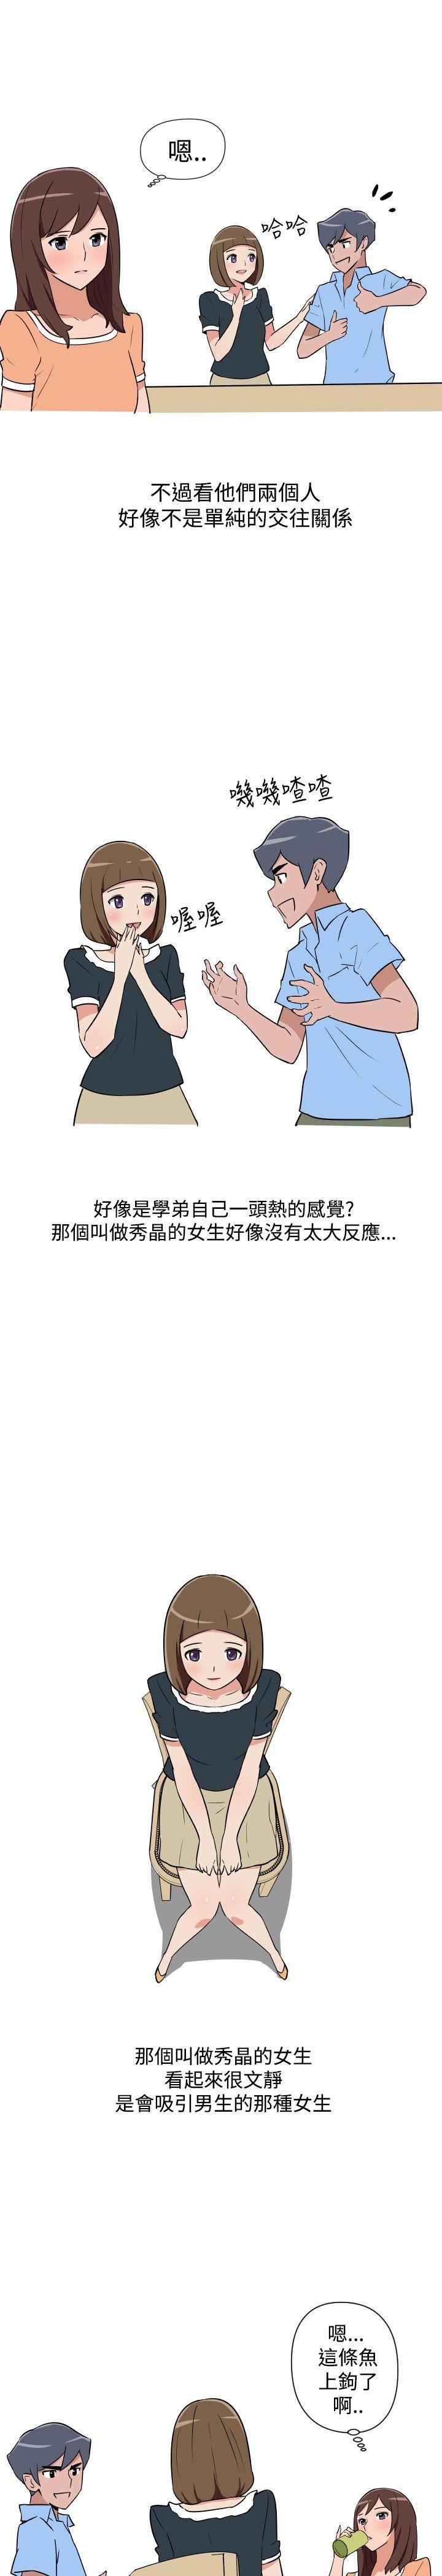 嗯..
哈哈
不過看他們兩個人
好像不是單純的交往關係
嘰嘰喳喳
喔喔
好像是學弟自己一頭熱的感覺?
那個叫做秀晶的女生好像沒有太大反應...
那個叫做秀晶的女生
看起來很文靜
是會吸引男生的那種女生
嗯...
這條魚
上鉤了
啊..